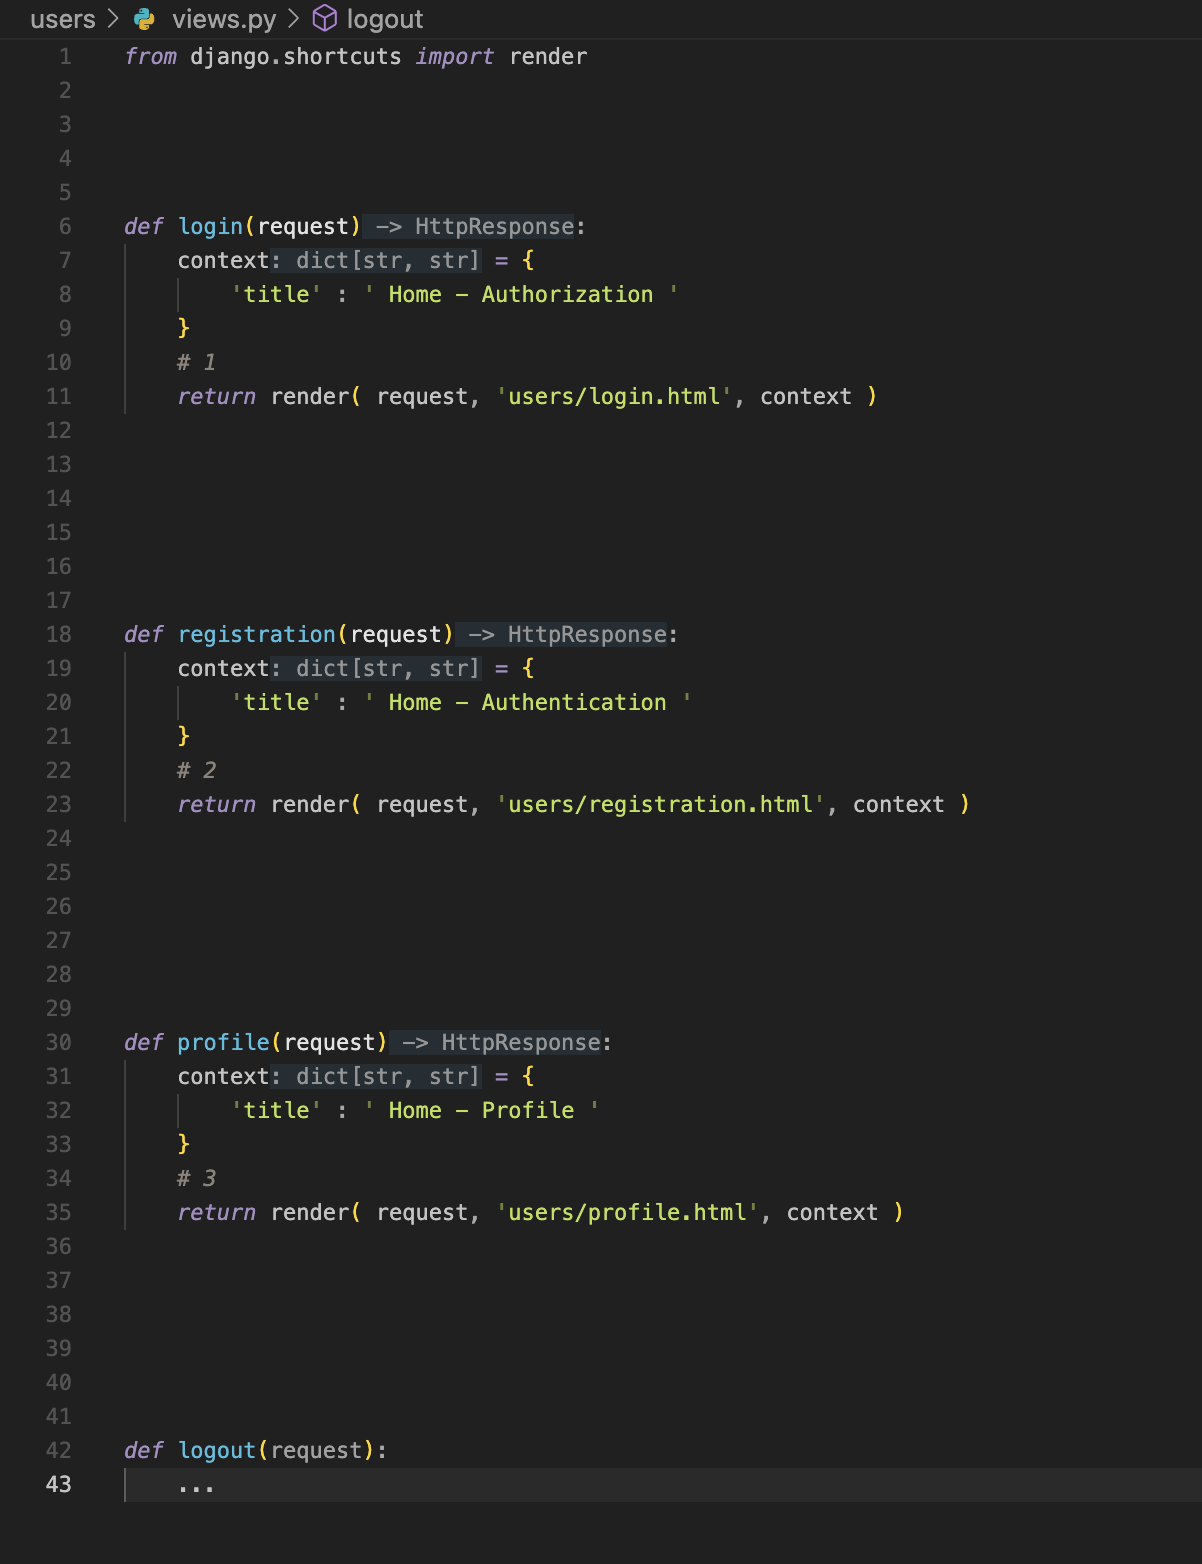 users > views.py > logout
1 from django.shortcuts import render
2
3
4
5
6 def login(request) -> HttpResponse:
7     context: dict[str, str] = {
8         'title' : ' Home - Authorization '
9     }
10     # 1
11     return render( request, 'users/login.html', context )
12
13
14
15
16
17
18 def registration(request) -> HttpResponse:
19     context: dict[str, str] = {
20         'title' : ' Home - Authentication '
21     }
22     # 2
23     return render( request, 'users/registration.html', context )
24
25
26
27
28
29
30 def profile(request) -> HttpResponse:
31     context: dict[str, str] = {
32         'title' : ' Home - Profile '
33     }
34     # 3
35     return render( request, 'users/profile.html', context )
36
37
38
39
40
41
42 def logout(request):
43     ...